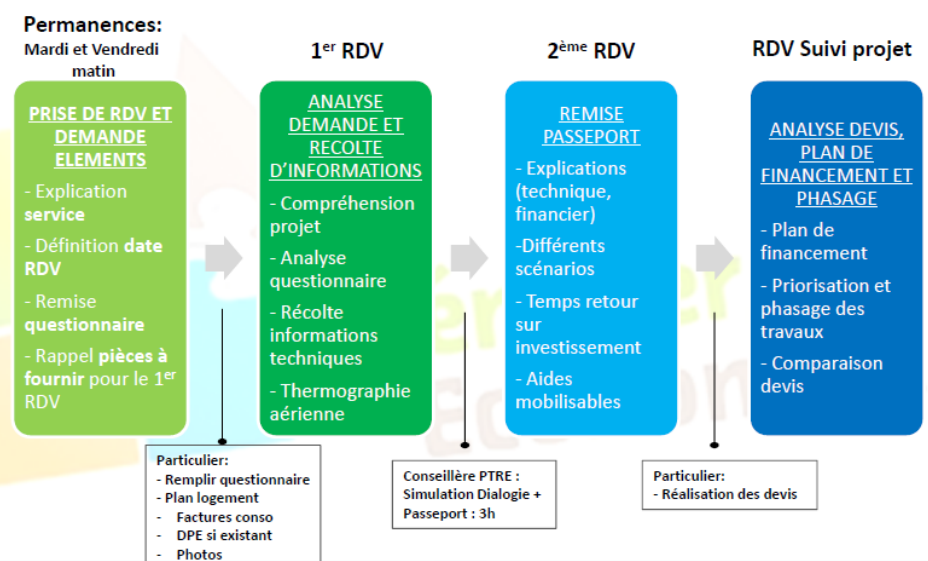 Permanences:
Mardi et Vendredi
matin
PRISE DE RDV ET
DEMANDE
ELEMENTS
- Explication
service
- Définition date
RDV
- Remise
questionnaire
- Rappel pièces à
fournir pour le 1er
RDV
1er RDV
ANALYSE
DEMANDE ET
RECOLTE
D'INFORMATIONS
- Compréhension
projet
- Analyse
questionnaire
- Récolte
informations
techniques
- Thermographie
aérienne
2ème RDV
REMISE
PASSEPORT
- Explications
(technique,
financier)
-Différents
scénarios
- Temps retour
sur
investissement
- Aides
mobilisables
RDV Suivi projet
ANALYSE DEVIS,
PLAN DE
FINANCEMENT ET
PHASAGE
- Plan de
financement
- Priorisation et
phasage des
travaux
- Comparaison
devis
Particulier:
- Remplir questionnaire
- Plan logement
- Factures conso
- DPE si existant
- Photos
Conseillère PTRE :
Simulation Dialogie +
Passeport : 3h
Particulier:
- Réalisation des devis